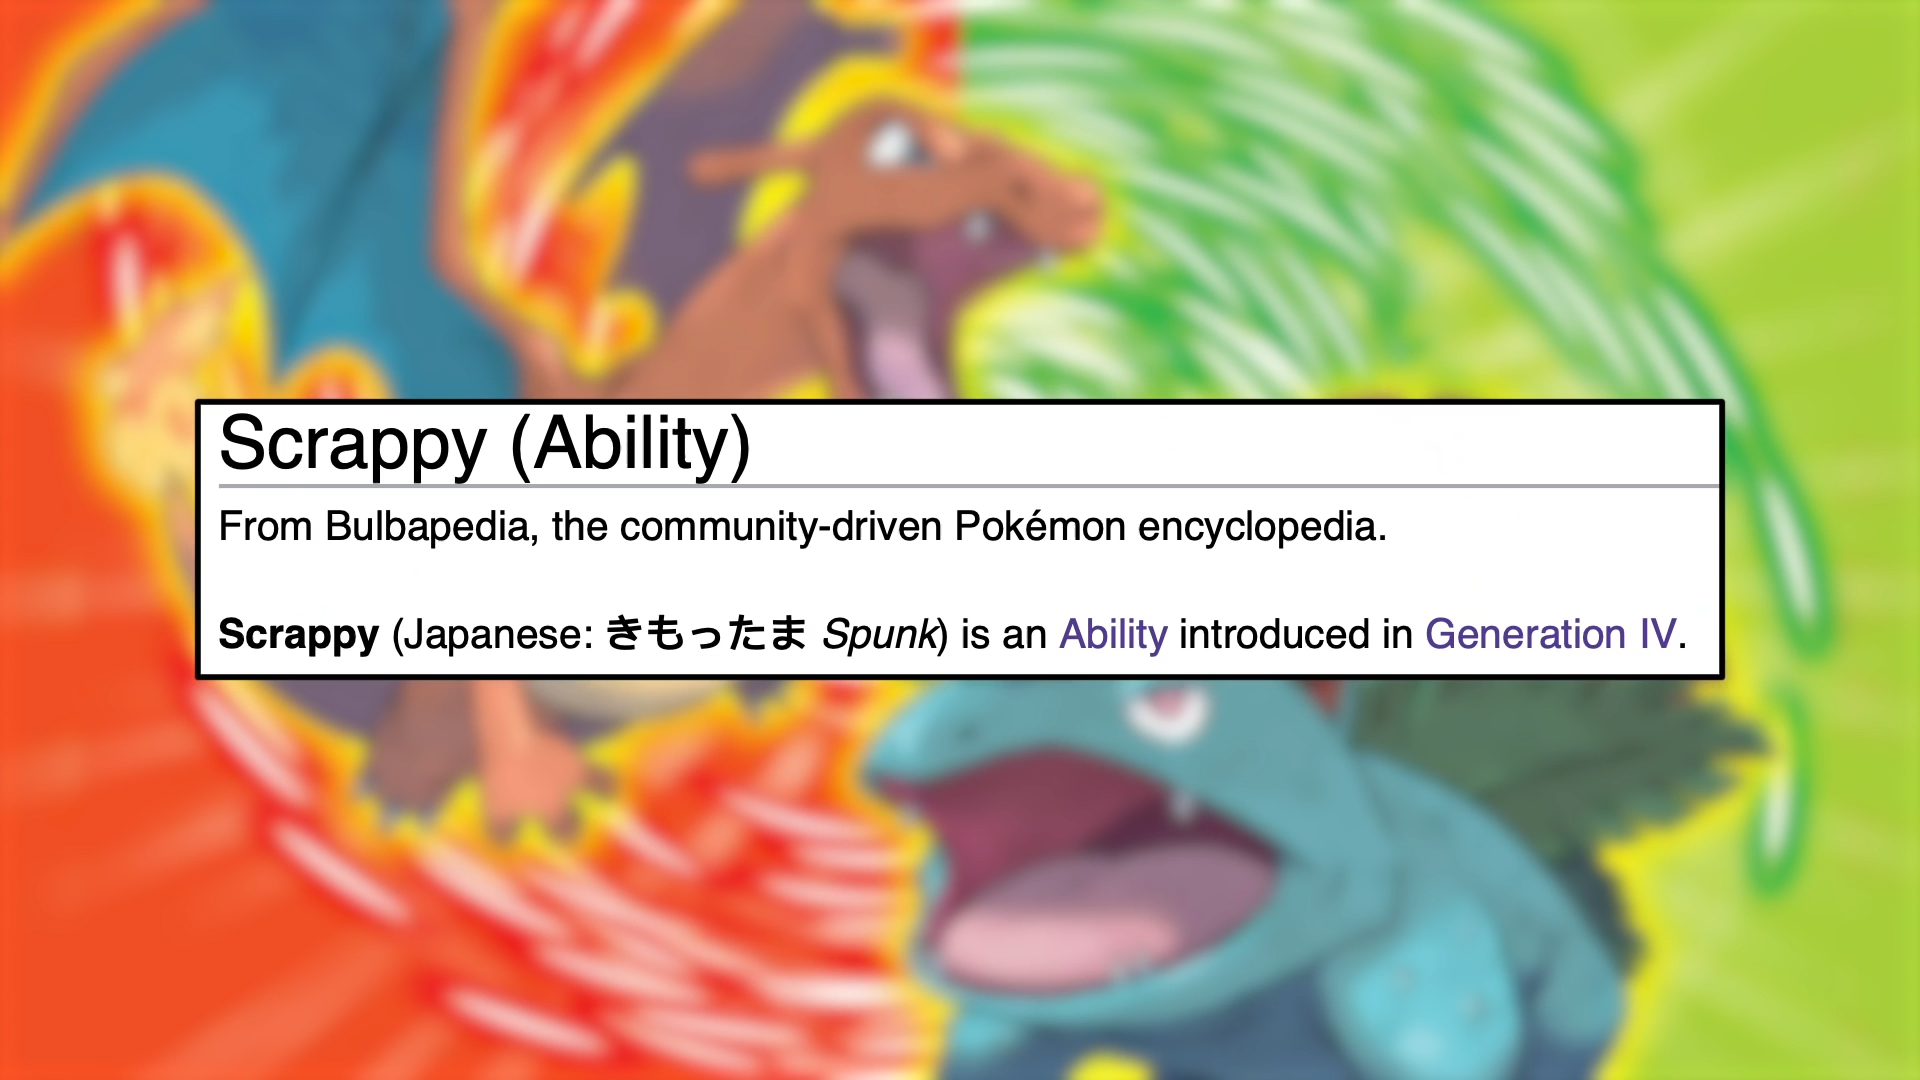 Scrappy (Ability)
From Bulbapedia, the community-driven Pokémon encyclopedia.
Scrappy (Japanese: きもったま Spunk) is an Ability introduced in Generation IV.